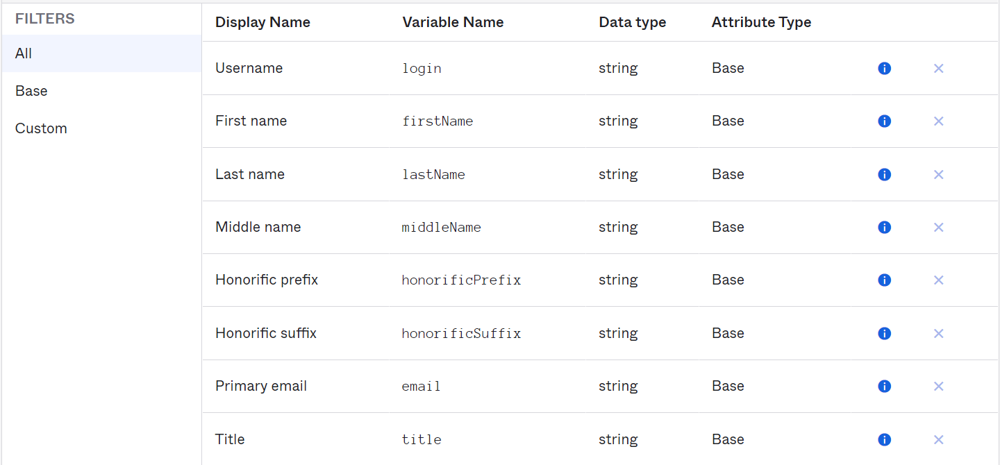 FILTERS
All
Base
Custom
Display Name Variable Name Data type Attribute Type
Username login string Base
First name firstName string Base
Last name lastName string Base
Middle name middleName string Base
Honorific prefix honorificPrefix string Base
Honorific suffix honorificSuffix string Base
Primary email email string Base
Title title string Base